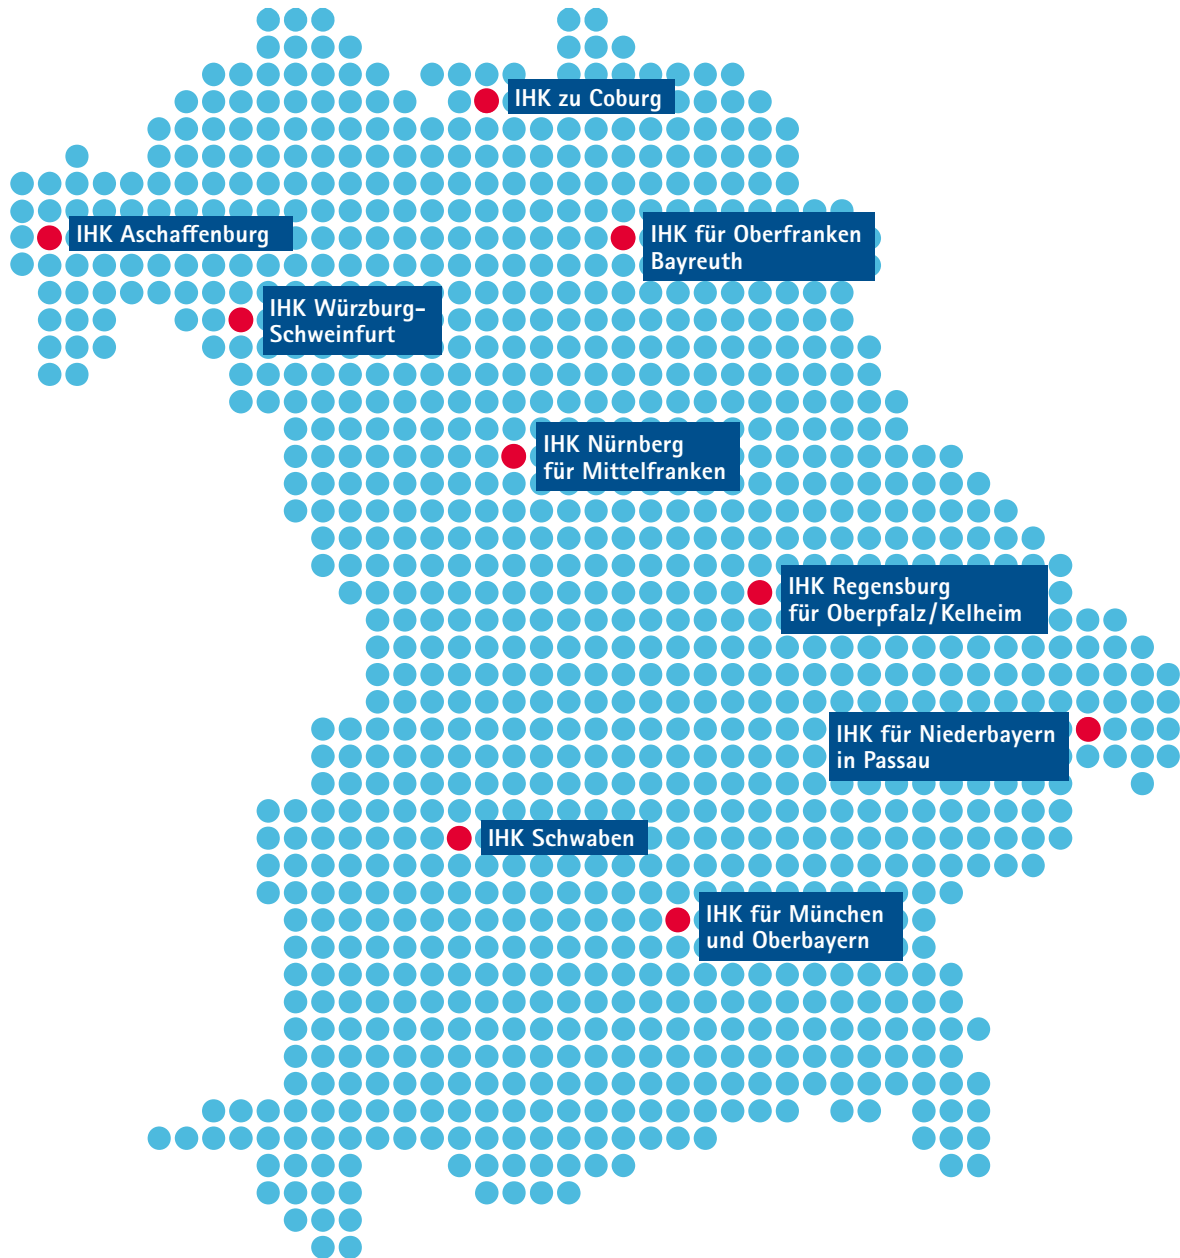 IHK zu Coburg
IHK Aschaffenburg
IHK für Oberfranken
Bayreuth
IHK Würzburg-
Schweinfurt
IHK Nürnberg
für Mittelfranken
IHK Regensburg
für Oberpfalz/Kelheim
IHK für Niederbayern
in Passau
IHK Schwaben
IHK für München
und Oberbayern